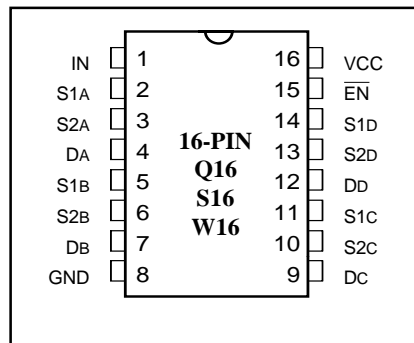 IN 1 16 VCC
S1A 2 15 EN
S2A 3 14 S1D
DA 4 13 S2D
S1B 5 12 DD
S2B 6 11 S1C
DB 7 10 S2C
GND 8 9 DC
16-PIN
Q16
S16
W16